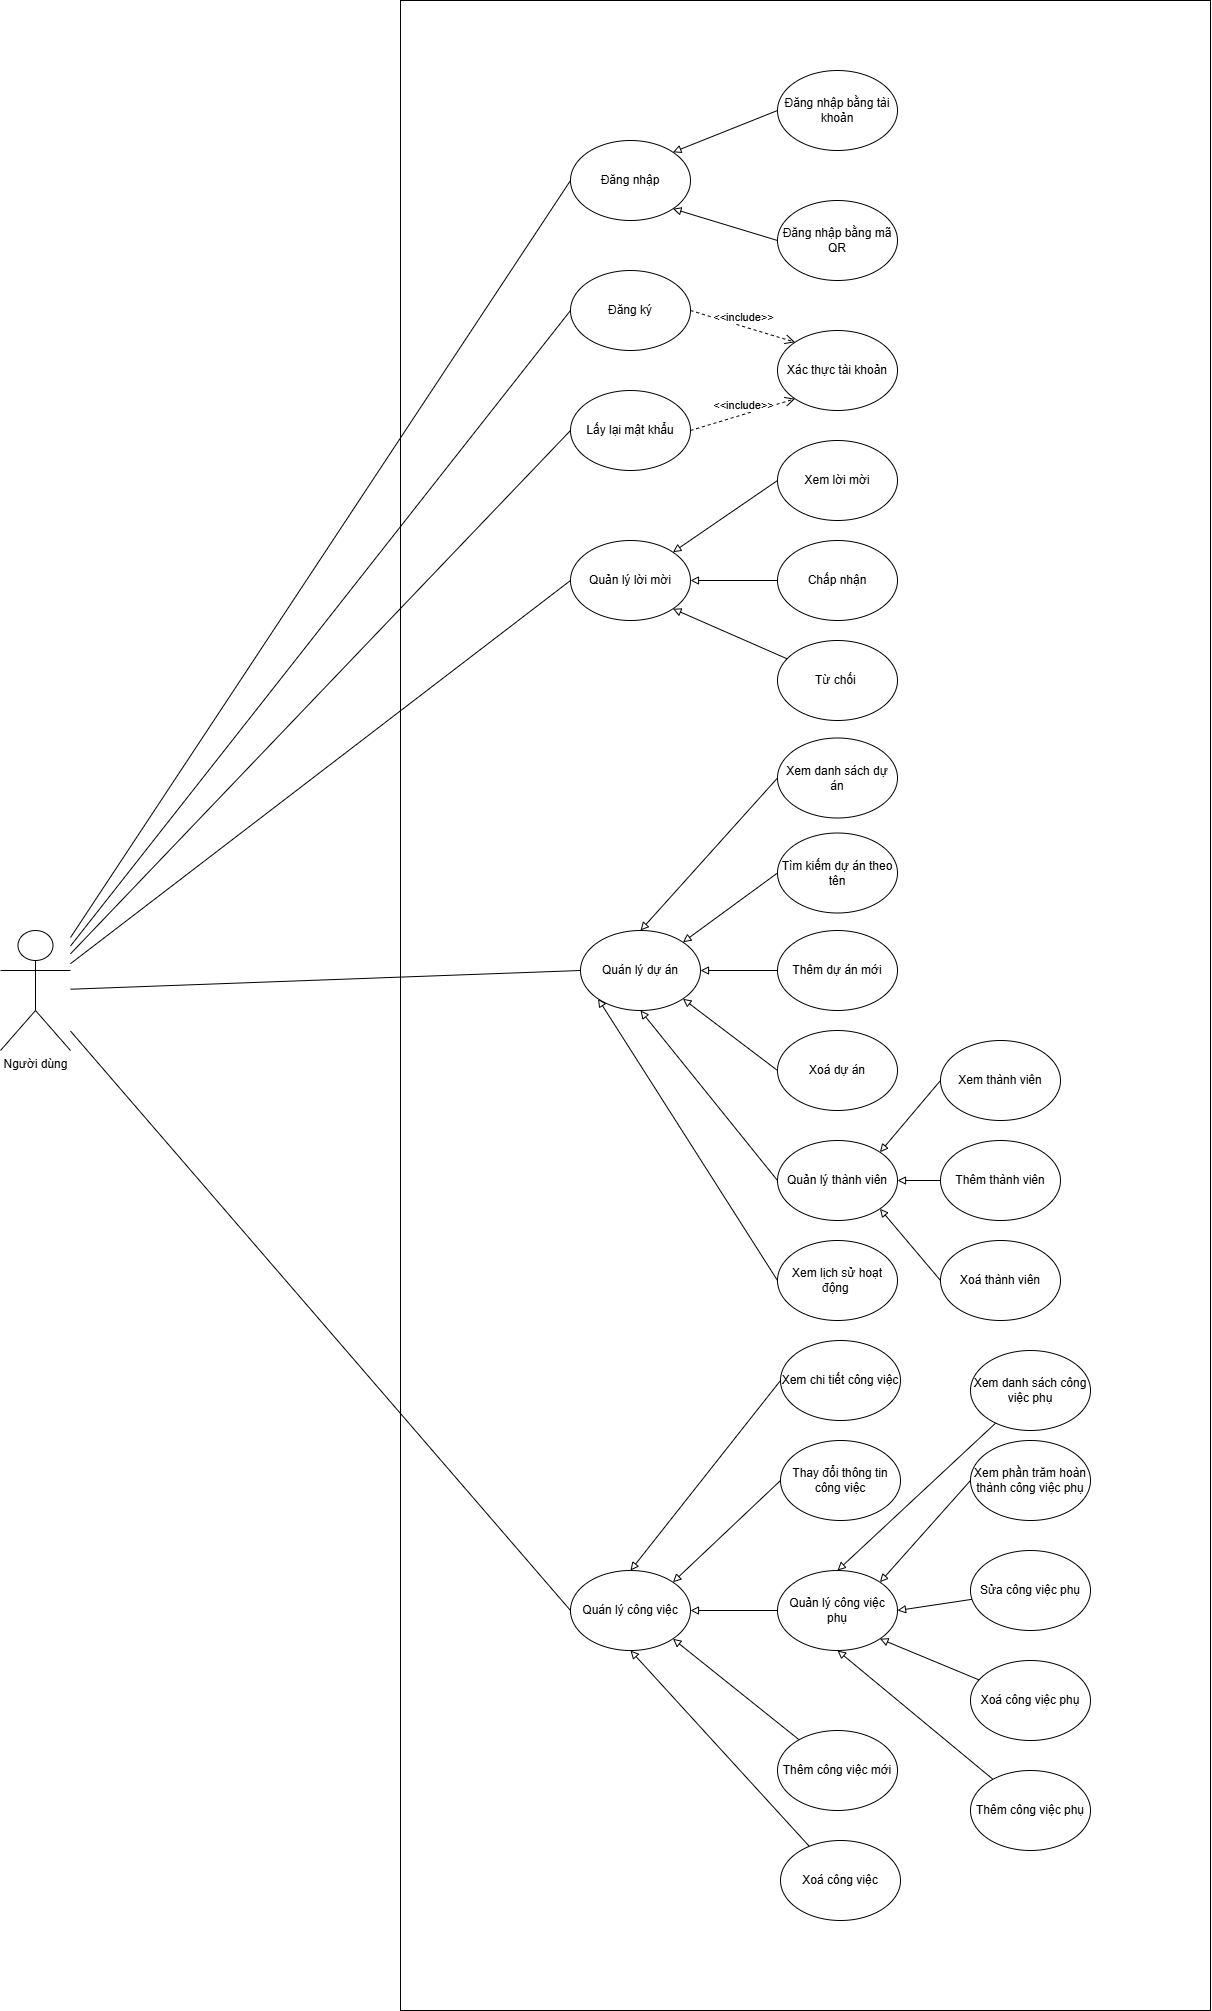 Đăng nhập bằng tài
khoản
Đăng nhập
Đăng nhập bằng mã
QR
Đăng ký
<<include>>
Xác thực tài khoản
<<include>>
Lấy lại mật khẩu
Xem lời mời
Quản lý lời mời
Chấp nhận
Từ chối
Xem danh sách dự
án
Tìm kiếm dự án theo
tên
Quán lý dự án
Thêm dự án mới
Người dùng
Xoá dự án
Xem thành viên
Quản lý thành viên
Thêm thành viên
Xem lịch sử hoạt
động
Xoá thành viên
Xem chi tiết công việc
Xem danh sách công
việc phụ
Thay đổi thông tin
công việc
Xem phần trăm hoàn
thành công việc phụ
Sửa công việc phụ
Quán lý công việc
Quản lý công việc
phụ
Xoá công việc phụ
Thêm công việc mới
Thêm công việc phụ
Xoá công việc